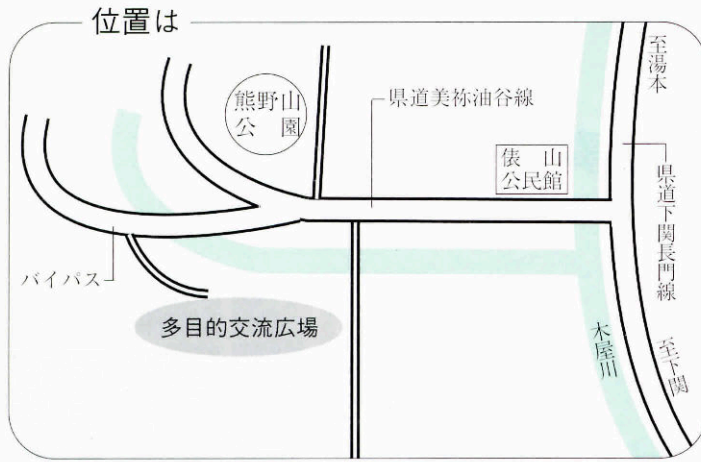 位置は
熊野山
公園
県道美祢油谷線
俵山
公民館
至湯本
県道下関長門線
バイパス
多目的交流広場
木屋川
至下関